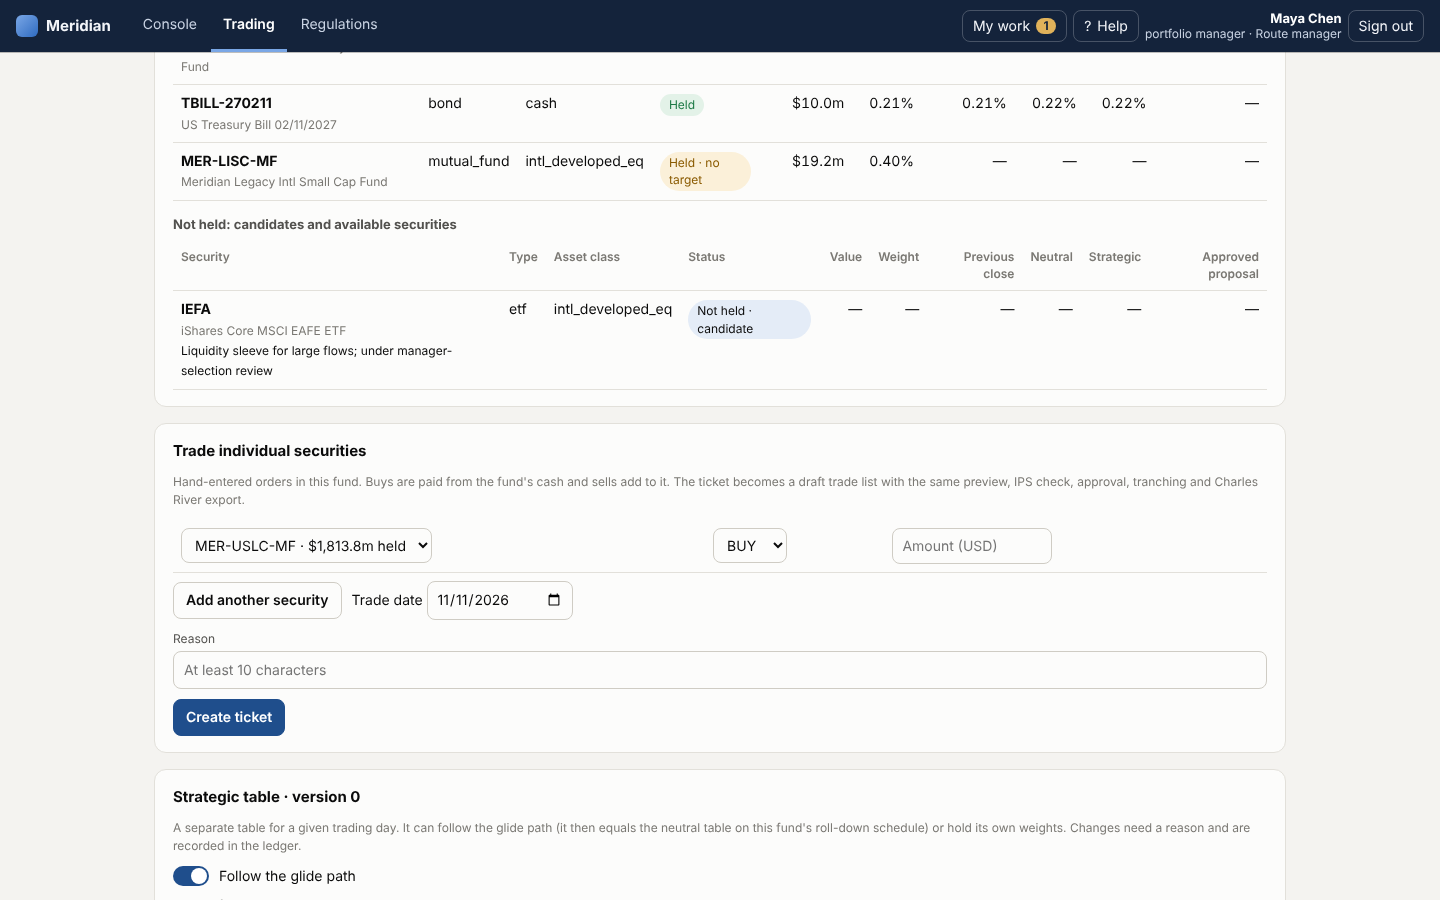 Meridian
Console
Trading
Regulations
My work 1
? Help
Maya Chen
portfolio manager · Route manager
Sign out
Fund
TBILL-270211 bond cash Held $10.0m 0.21% 0.21% 0.22% 0.22% —
US Treasury Bill 02/11/2027
MER-LISC-MF mutual_fund intl_developed_eq Held · no target $19.2m 0.40% — — — —
Meridian Legacy Intl Small Cap Fund
Not held: candidates and available securities
Security Type Asset class Status Value Weight Previous close Neutral Strategic Approved proposal
IEFA etf intl_developed_eq Not held · candidate — — — — — —
iShares Core MSCI EAFE ETF
Liquidity sleeve for large flows; under manager-
selection review
Trade individual securities
Hand-entered orders in this fund. Buys are paid from the fund's cash and sells add to it. The ticket becomes a draft trade list with the same preview, IPS check, approval, tranching and Charles
River export.
MER-USLC-MF · $1,813.8m held BUY Amount (USD)
Add another security Trade date 11/11/2026
Reason
At least 10 characters
Create ticket
Strategic table · version 0
A separate table for a given trading day. It can follow the glide path (it then equals the neutral table on this fund's roll-down schedule) or hold its own weights. Changes need a reason and are
recorded in the ledger.
Follow the glide path